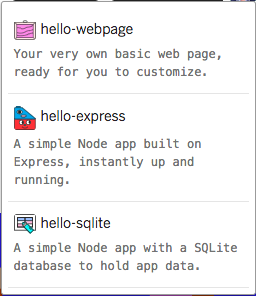 hello-webpage
Your very own basic web page,
ready for you to customize.
hello-express
A simple Node app built on
Express, instantly up and
running.
hello-sqlite
A simple Node app with a SQLite
database to hold app data.